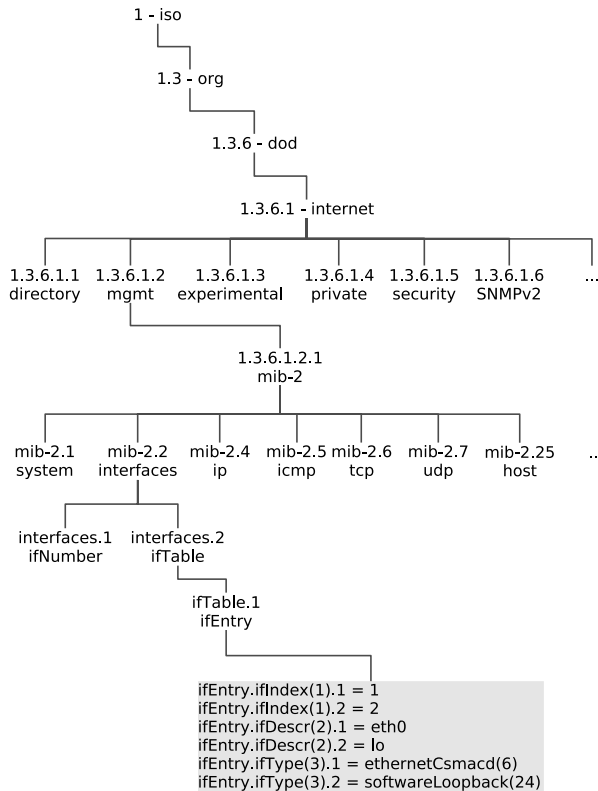 1 - iso
1.3 - org
1.3.6 - dod
1.3.6.1 - internet
1.3.6.1.1 1.3.6.1.2 1.3.6.1.3 1.3.6.1.4 1.3.6.1.5 1.3.6.1.6 ...
directory mgmt experimental private security SNMPv2
1.3.6.1.2.1
mib-2
mib-2.1 mib-2.2 mib-2.4 mib-2.5 mib-2.6 mib-2.7 mib-2.25 ..
system interfaces ip icmp tcp udp host
interfaces.1 interfaces.2
ifNumber ifTable
ifTable.1
ifEntry
ifEntry.ifIndex(1).1 = 1
ifEntry.ifIndex(1).2 = 2
ifEntry.ifDescr(2).1 = eth0
ifEntry.ifDescr(2).2 = lo
ifEntry.ifType(3).1 = ethernetCsmacd(6)
ifEntry.ifType(3).2 = softwareLoopback(24)